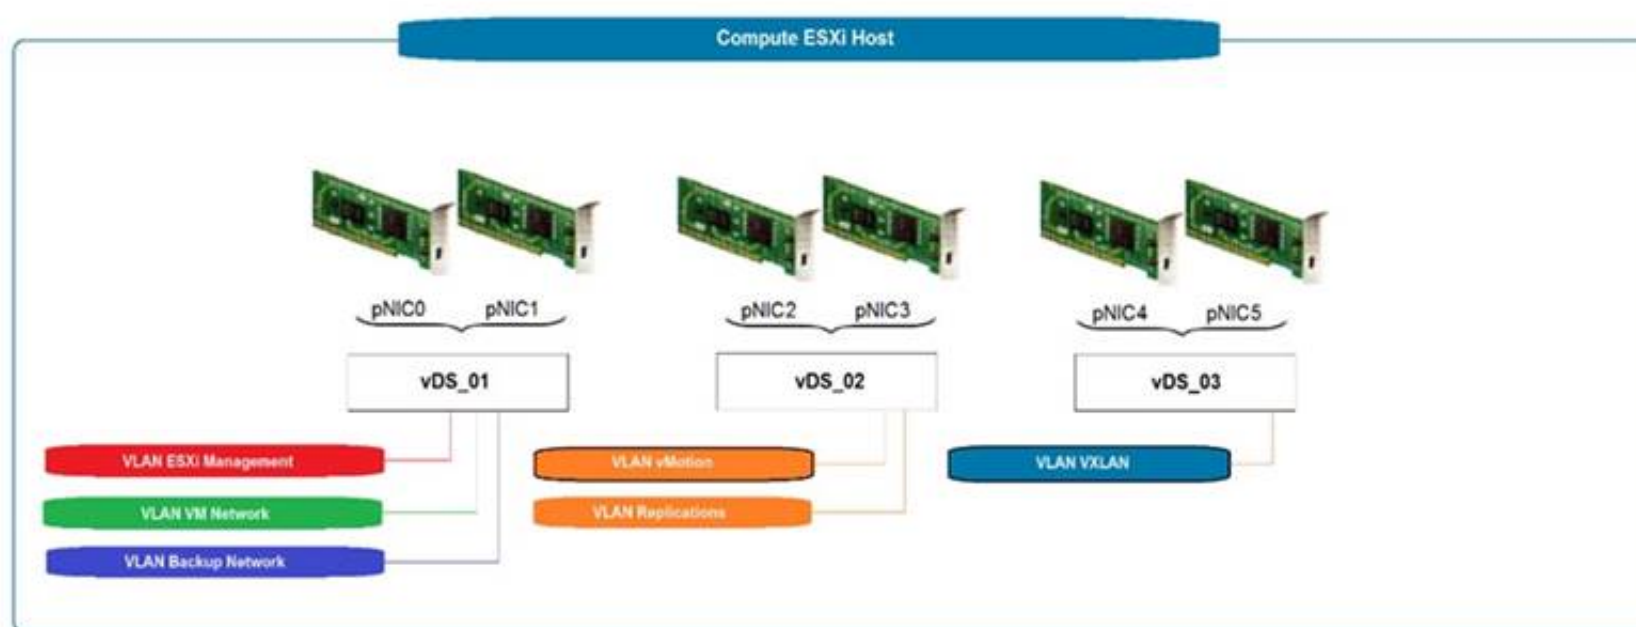 Compute ESXi Host
pNIC0 pNIC1 pNIC2 pNIC3 pNIC4 pNIC5
vDS_01 vDS_02 vDS_03
VLAN ESXi Management VLAN vMotion VLAN VXLAN
VLAN VM Network VLAN Replications
VLAN Backup Network